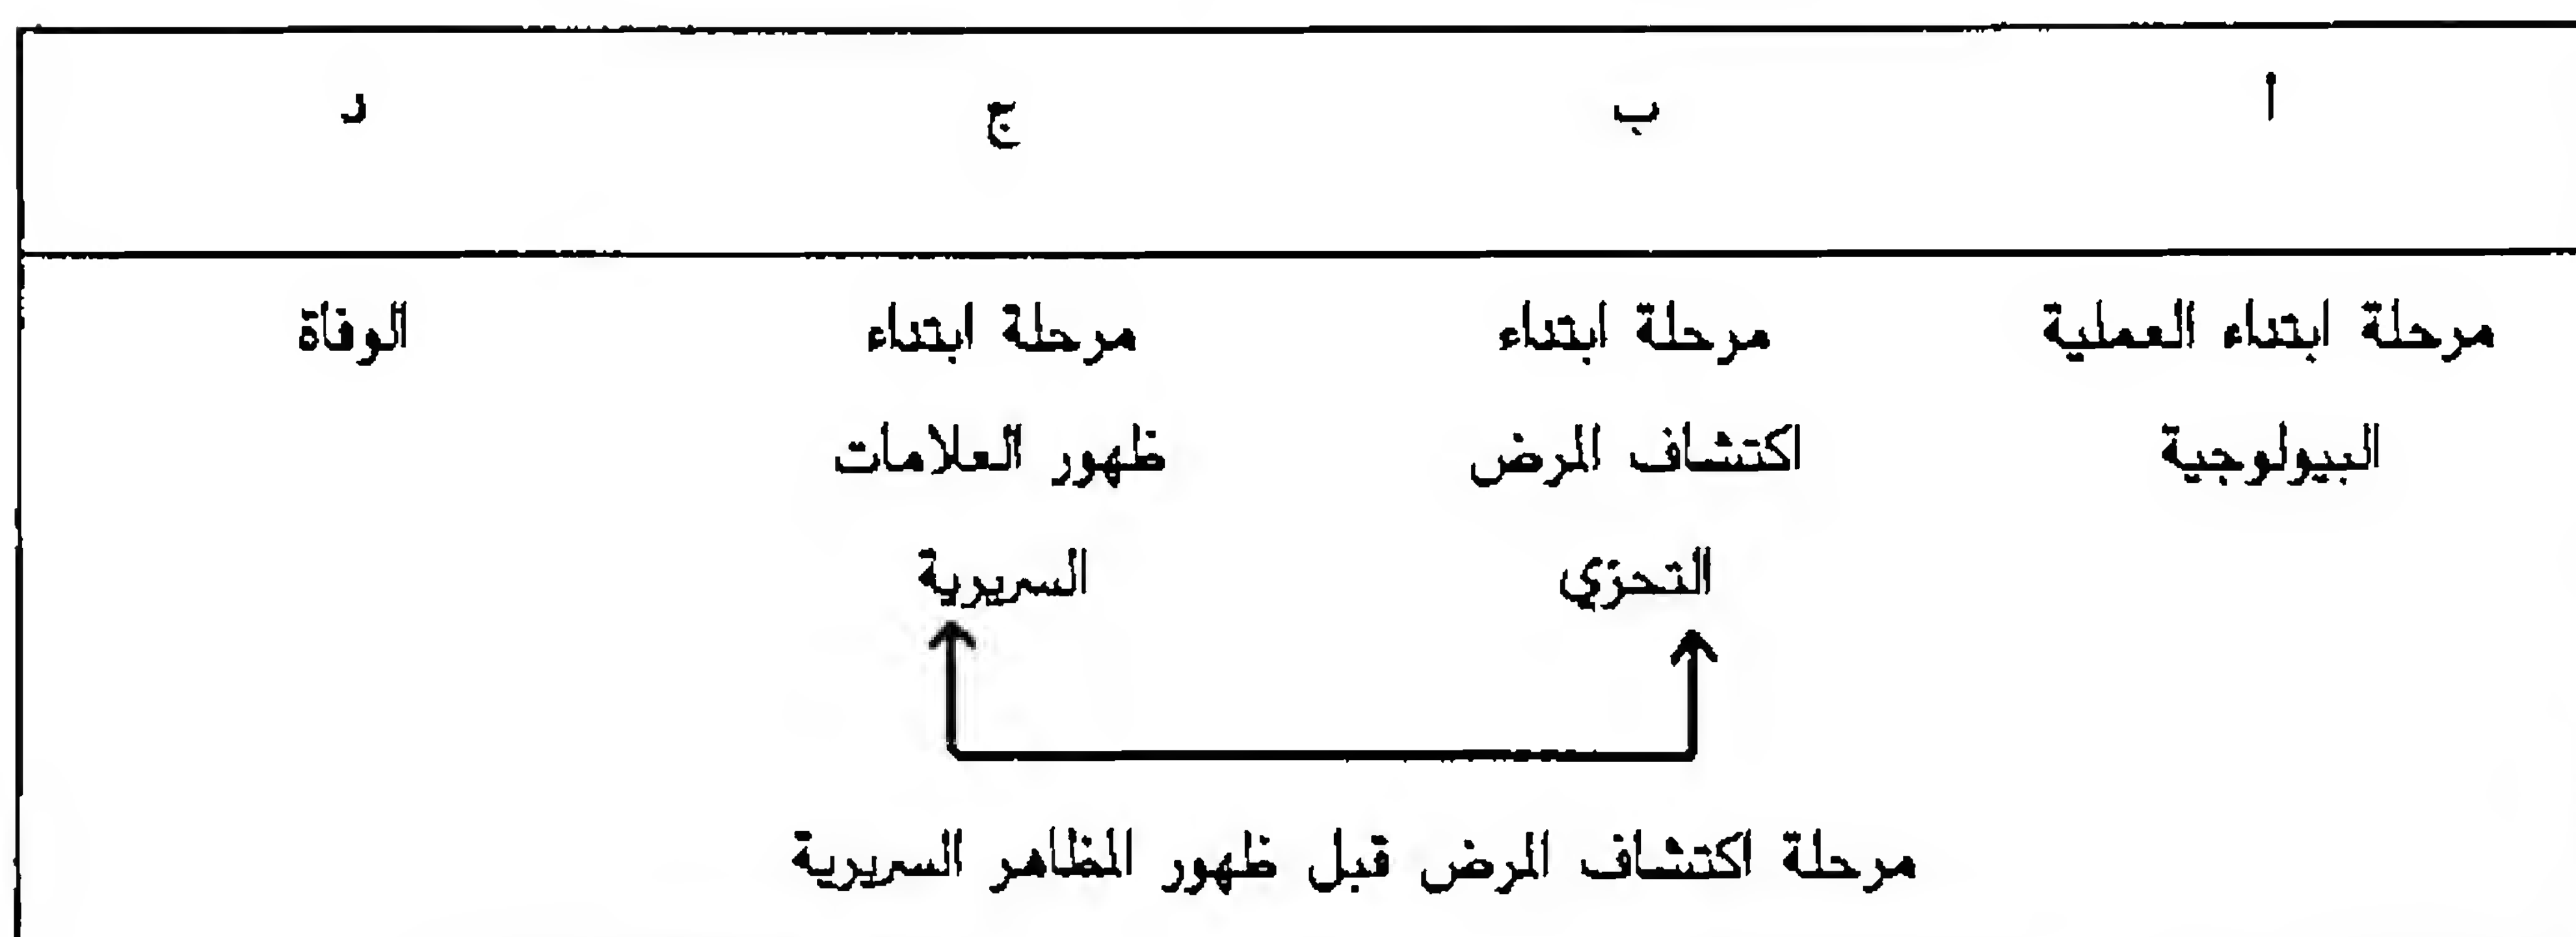 أ ب ج ر
مرحلة ابتداء العملية مرحلة ابتداء مرحلة ابتداء الوفاة
البيولوجية اكتشاف المرض ظهور العلامات
التحرّي السريرية
مرحلة اكتشاف المرض قبل ظهور المظاهر السريرية